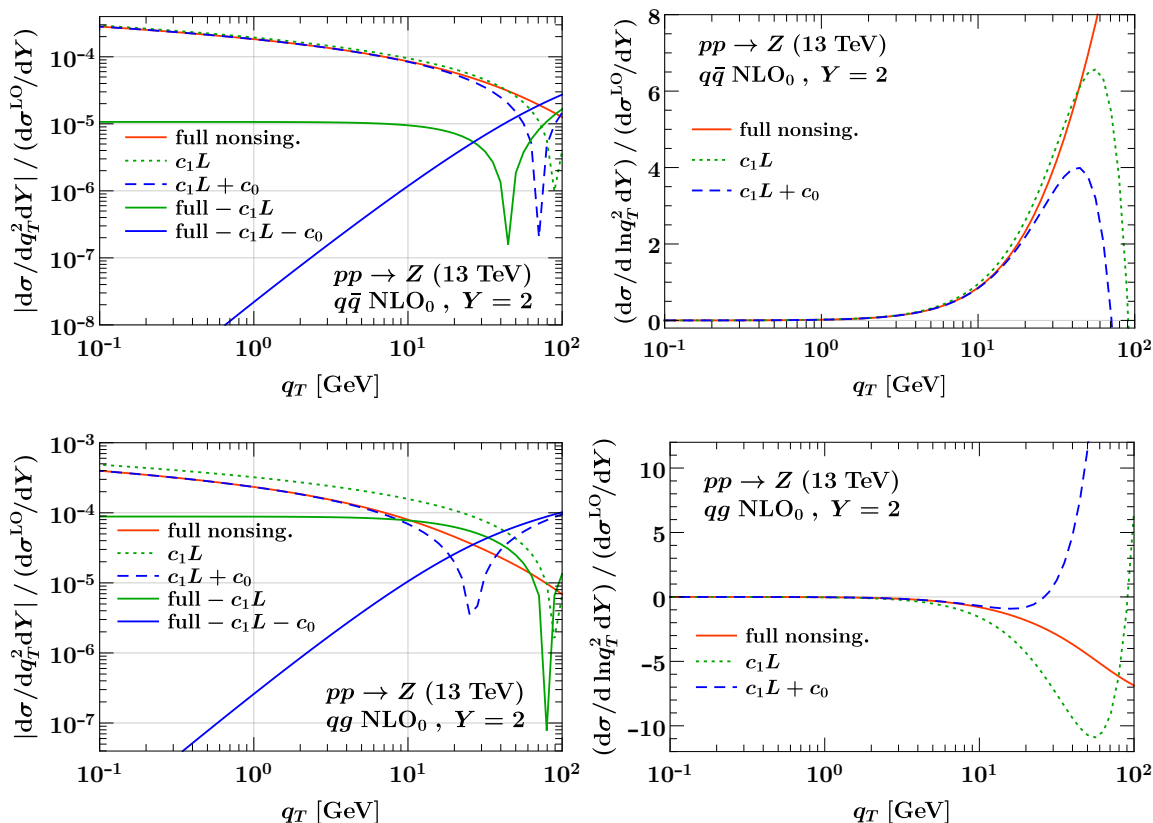 |dσ/dq_T^2 dY| / (dσ^LO/dY)
10^−4
10^−5
10^−6
10^−7
10^−8
full nonsing.
c_1L
c_1L + c_0
full − c_1L
full − c_1L − c_0
pp → Z (13 TeV)
qq̄ NLO_0 , Y = 2
10^−1
10^0
10^1
10^2
q_T [GeV]
(dσ/d lnq_T^2 dY) / (dσ^LO/dY)
8
6
4
2
0
pp → Z (13 TeV)
qq̄ NLO_0 , Y = 2
full nonsing.
c_1L
c_1L + c_0
10^−1
10^0
10^1
10^2
q_T [GeV]
|dσ/dq_T^2 dY| / (dσ^LO/dY)
10^−3
10^−4
10^−5
10^−6
10^−7
full nonsing.
c_1L
c_1L + c_0
full − c_1L
full − c_1L − c_0
pp → Z (13 TeV)
qg NLO_0 , Y = 2
10^−1
10^0
10^1
10^2
q_T [GeV]
(dσ/d lnq_T^2 dY) / (dσ^LO/dY)
10
5
0
-5
-10
pp → Z (13 TeV)
qg NLO_0 , Y = 2
full nonsing.
c_1L
c_1L + c_0
10^−1
10^0
10^1
10^2
q_T [GeV]